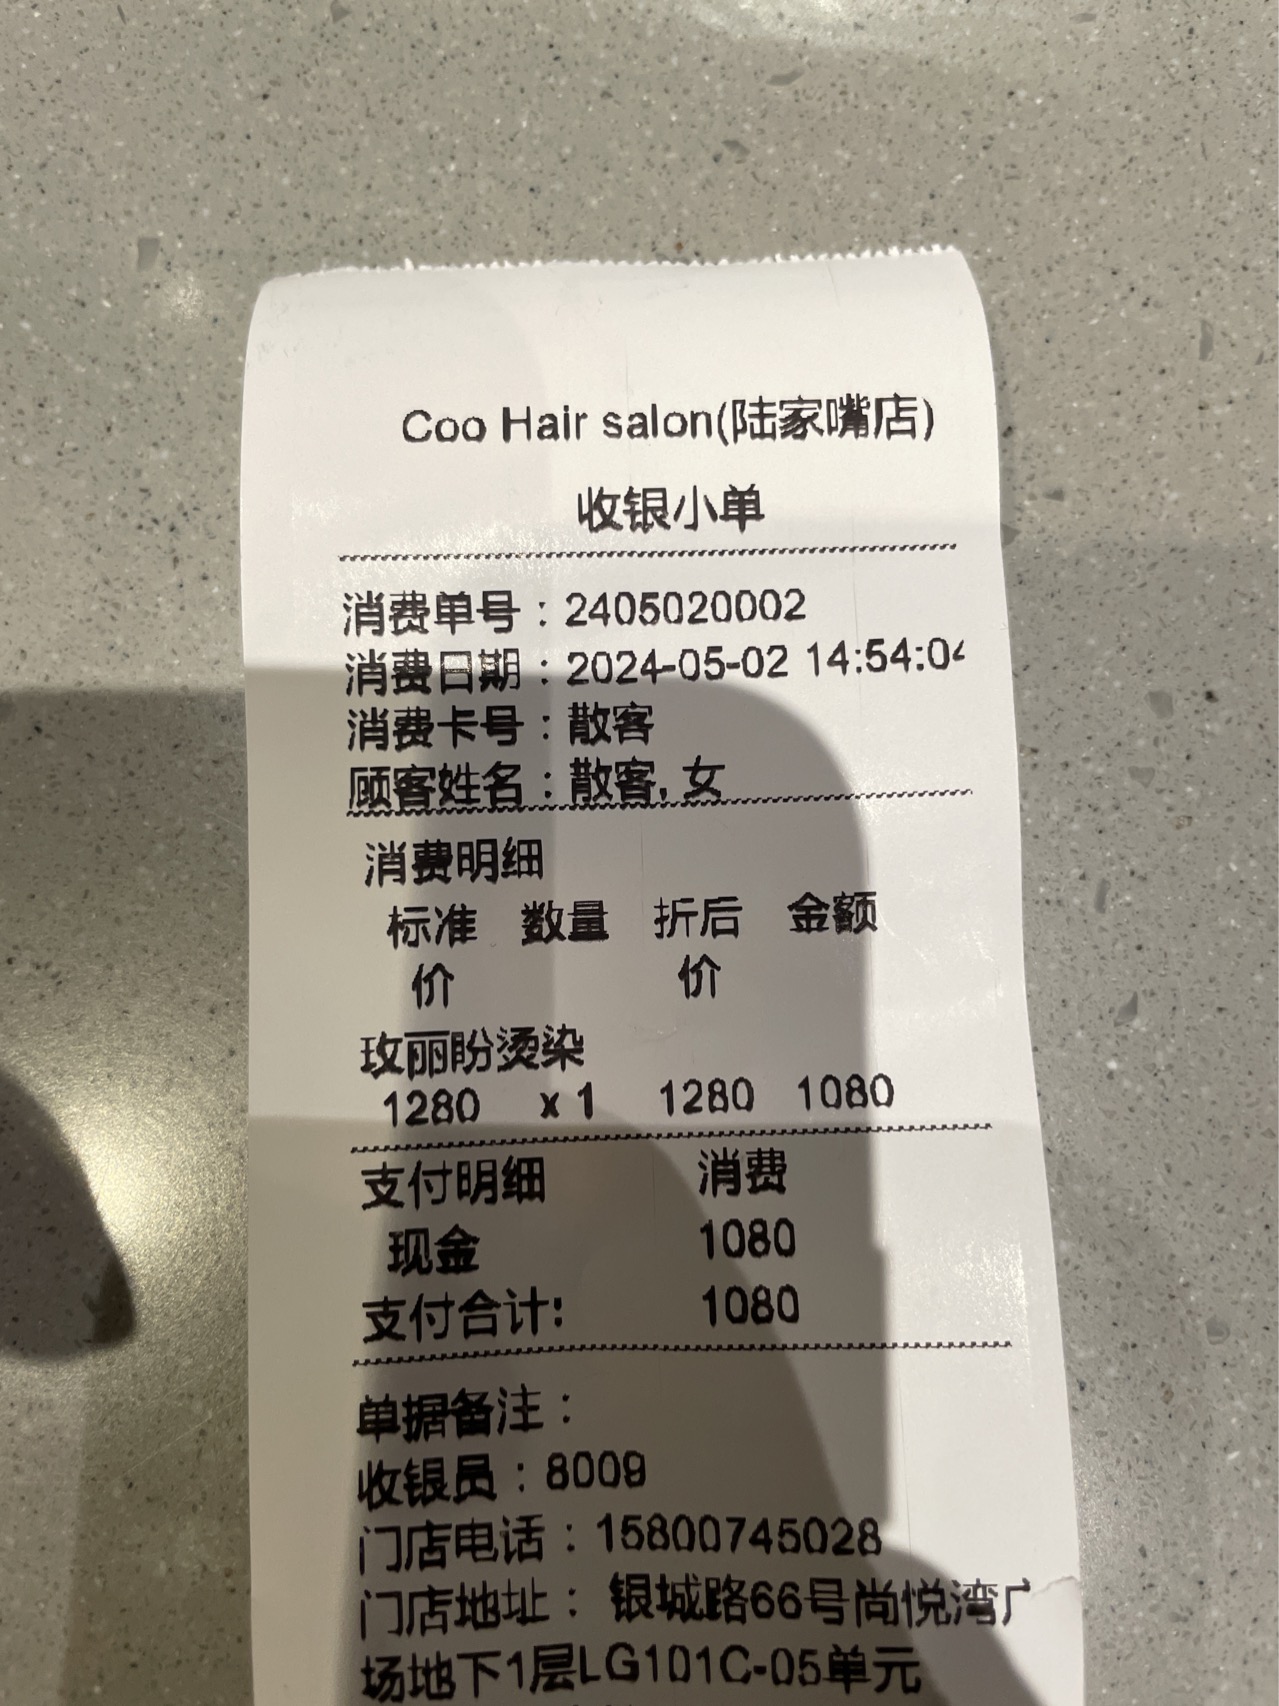 Coo Hair salon(陆家嘴店)
收银小单
消费单号：2405020002
消费日期：2024-05-02 14:54:04
消费卡号：散客
顾客姓名：散客, 女
消费明细
标准价 数量 折后价 金额
玫丽盼烫染
1280 x 1 1280 1080
支付明细 消费
现金 1080
支付合计: 1080
单据备注：
收银员：8009
门店电话：15800745028
门店地址： 银城路66号尚悦湾广
场地下1层LG101C-05单元